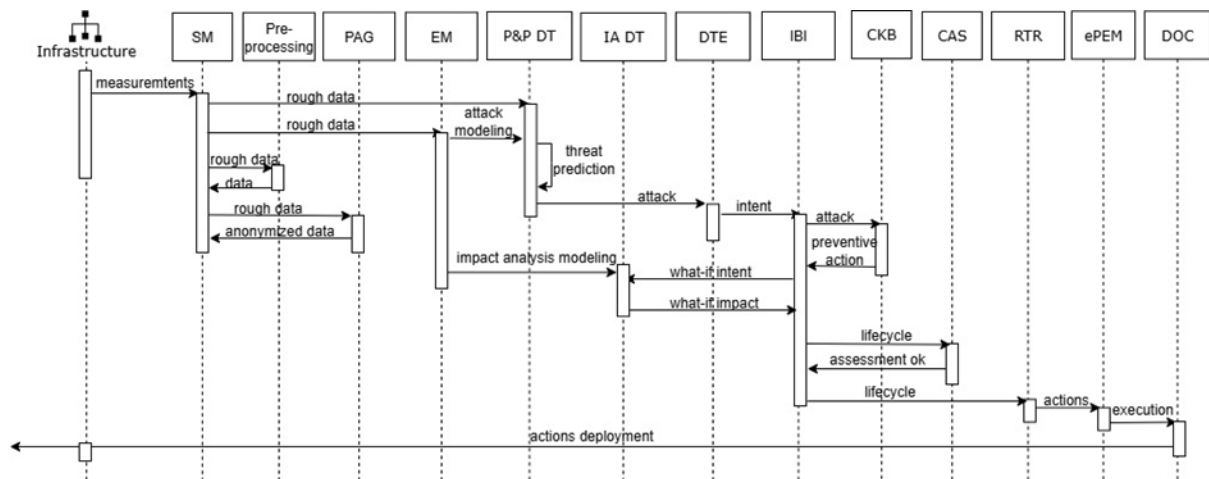 Infrastructure
SM
Pre-
processing
PAG
EM
P&P DT
IA DT
DTE
IBI
CKB
CAS
RTR
ePEM
DOC
measuremtents
rough data
attack
modeling
rough data
threat
prediction
rough data
data
attack
intent
rough data
attack
anonymized data
preventive
action
impact analysis modeling
what-if intent
what-if impact
lifecycle
assessment ok
lifecycle
actions
execution
actions deployment